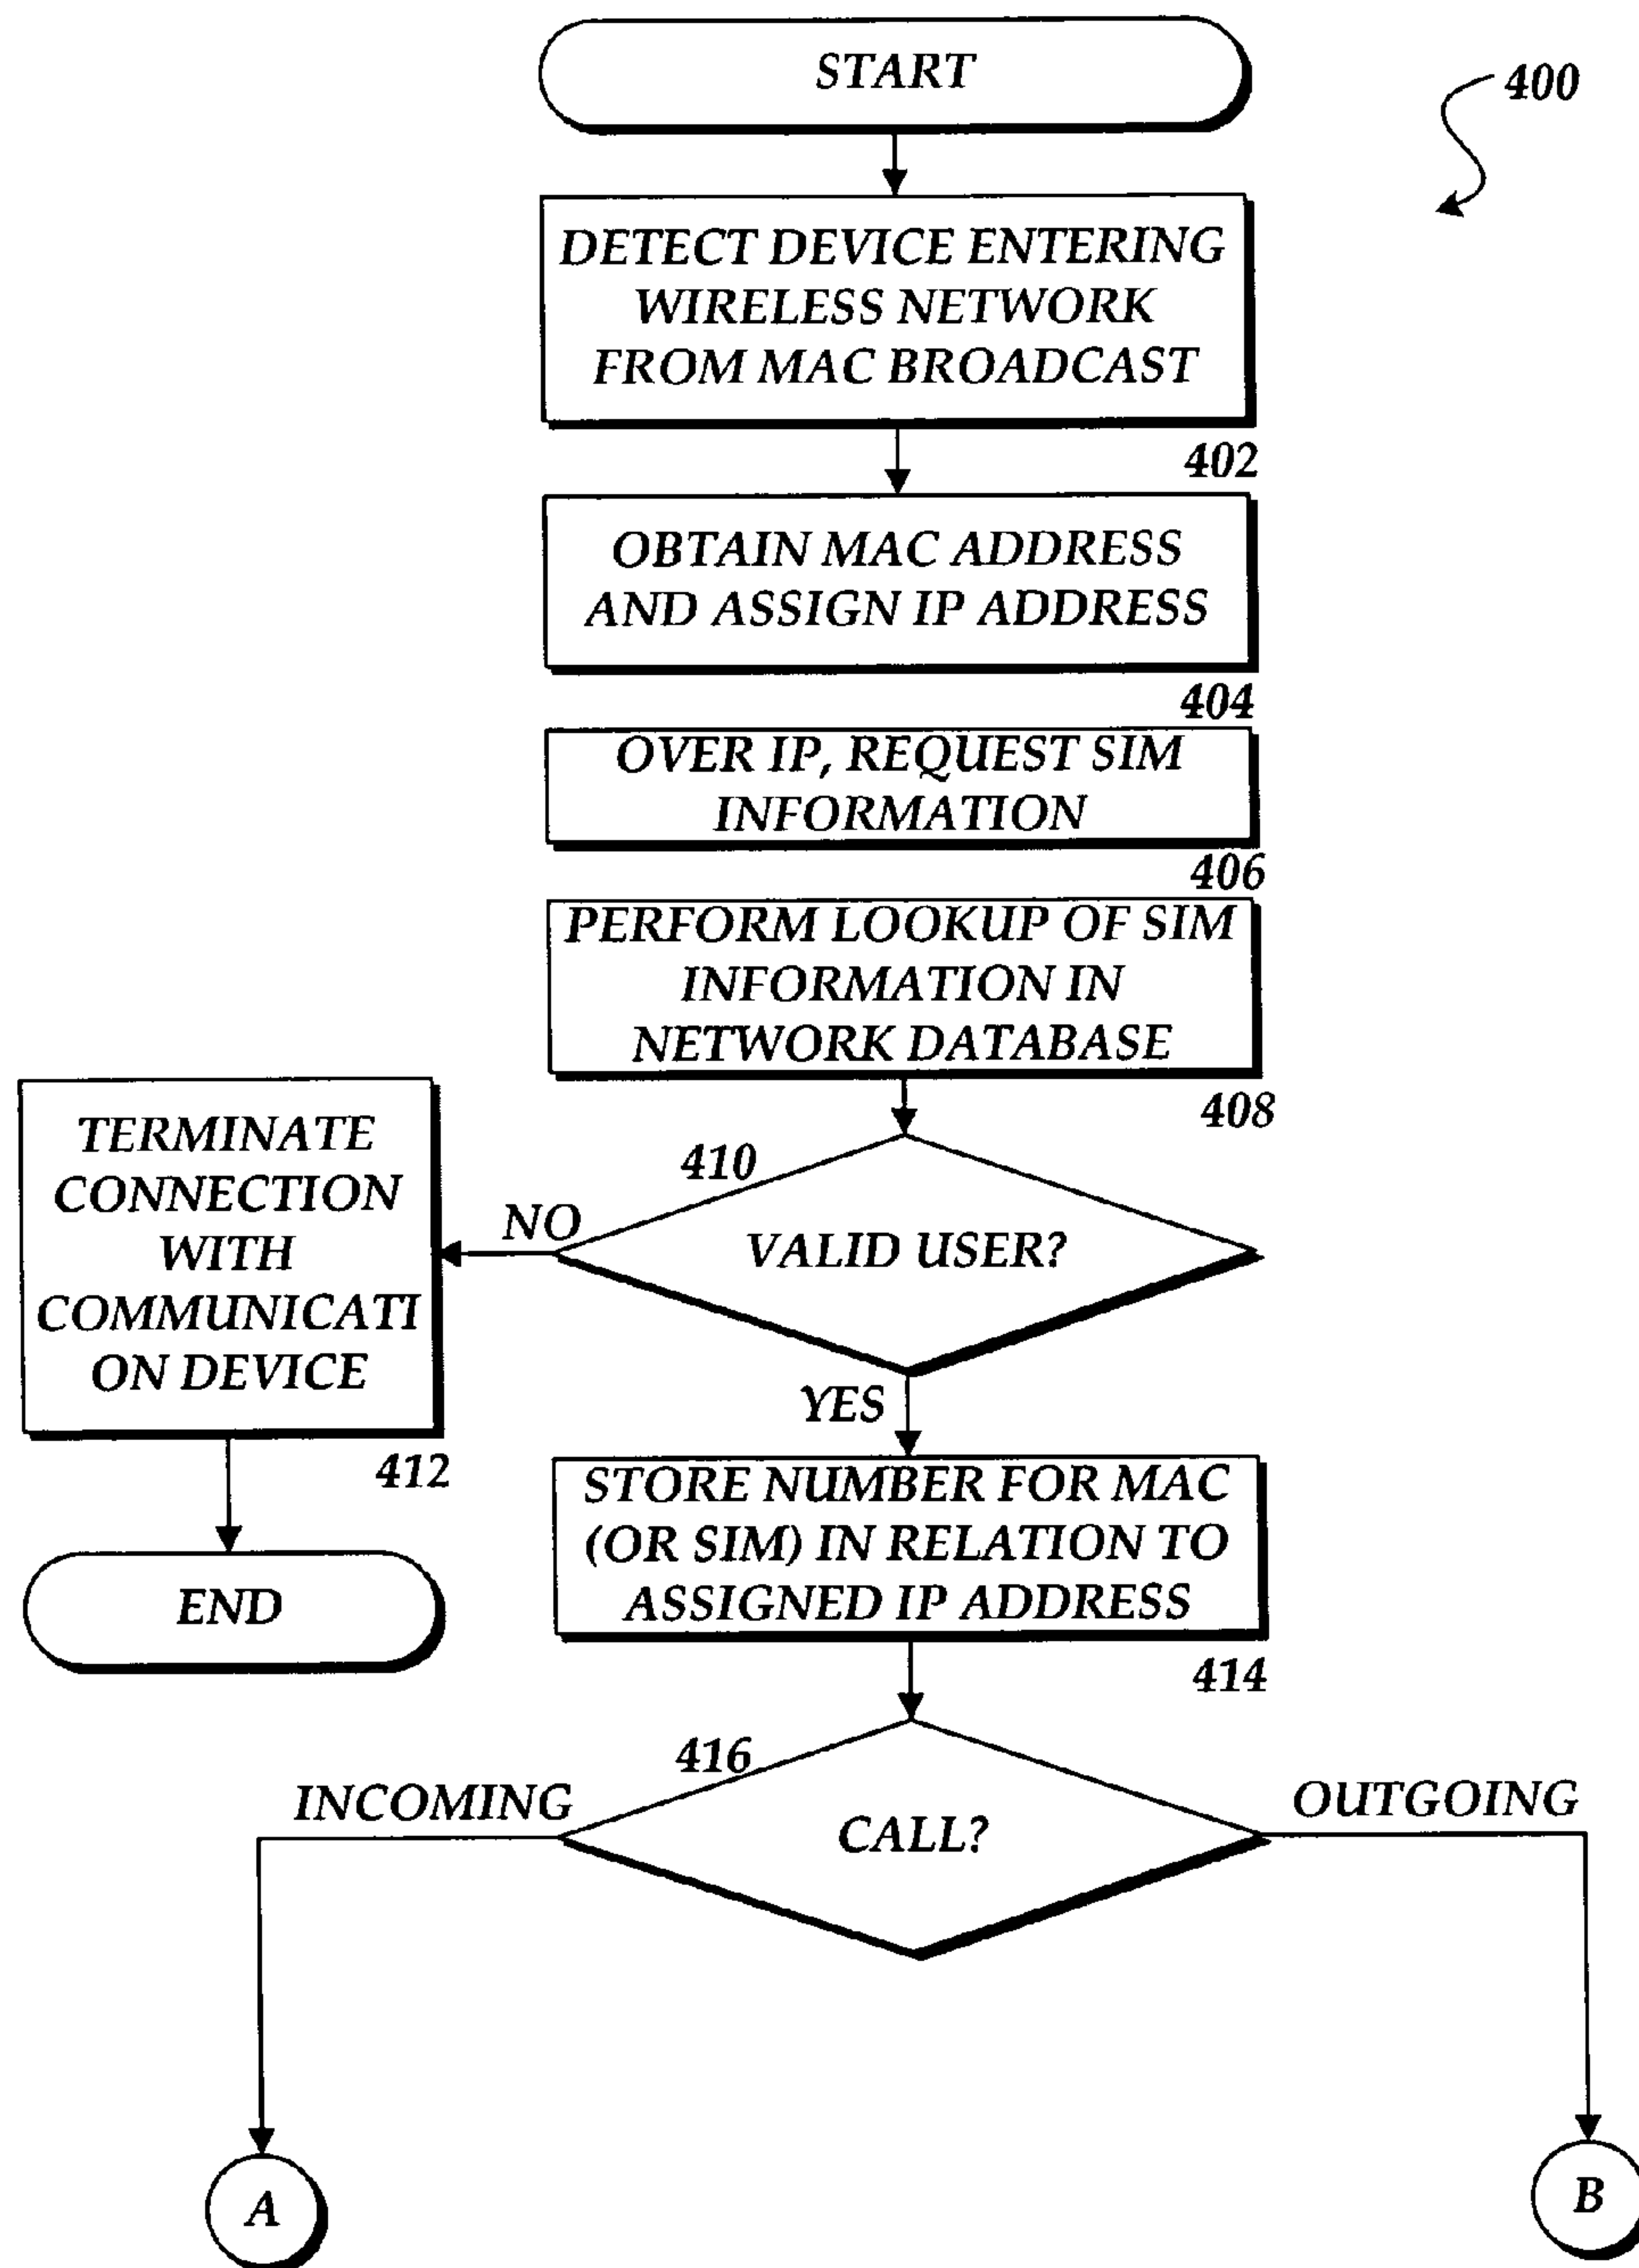 START
400
DETECT DEVICE ENTERING
WIRELESS NETWORK
FROM MAC BROADCAST
402
OBTAIN MAC ADDRESS
AND ASSIGN IP ADDRESS
404
OVER IP, REQUEST SIM
INFORMATION
406
PERFORM LOOKUP OF SIM
INFORMATION IN
NETWORK DATABASE
408
410
VALID USER?
NO
TERMINATE
CONNECTION
WITH
COMMUNICATI
ON DEVICE
412
END
YES
STORE NUMBER FOR MAC
(OR SIM) IN RELATION TO
ASSIGNED IP ADDRESS
414
416
CALL?
INCOMING
OUTGOING
A
B